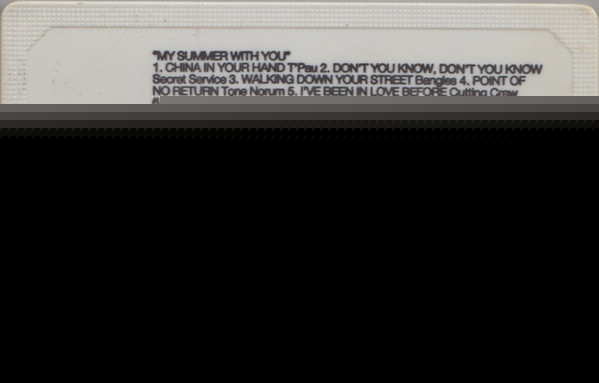 "MY SUMMER WITH YOU"
1. CHINA IN YOUR HAND T'Pau 2. DON'T YOU KNOW, DON'T YOU KNOW
Secret Service 3. WALKING DOWN YOUR STREET Bangles 4. POINT OF
NO RETURN Tone Norum 5. I'VE BEEN IN LOVE BEFORE Cutting Crew